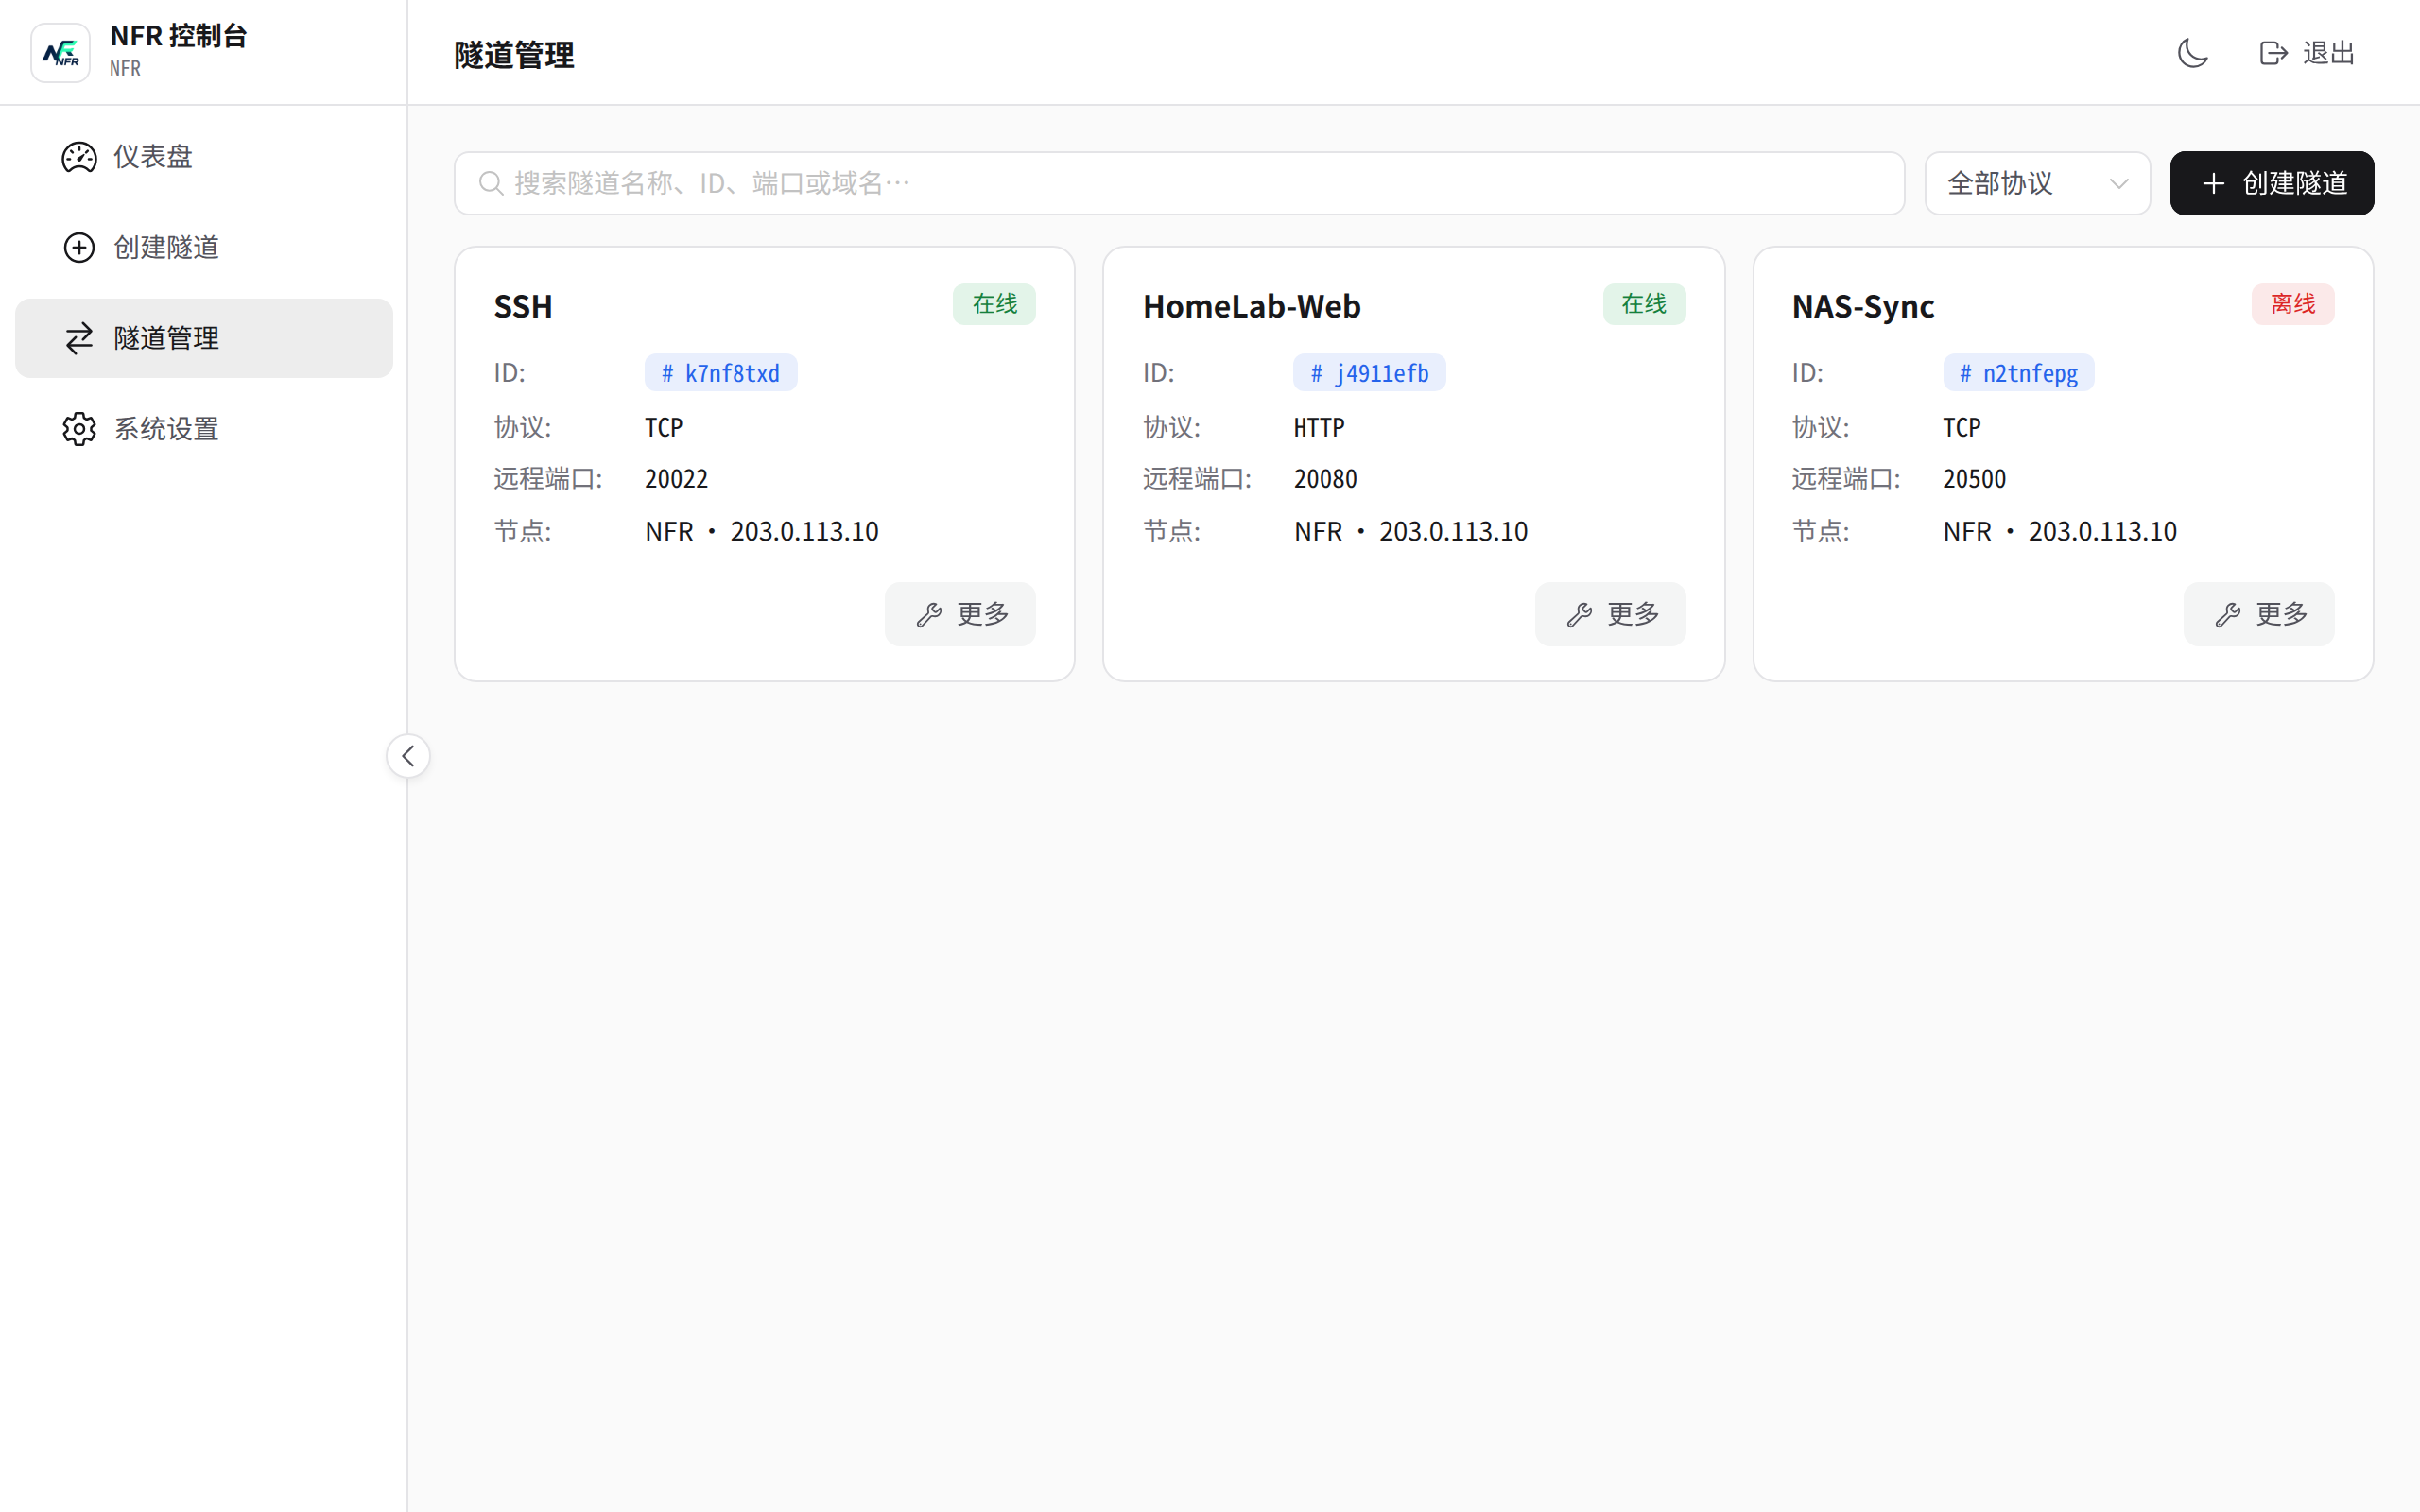 NFR 控制台
NFR
仪表盘
创建隧道
隧道管理
系统设置
隧道管理
退出
搜索隧道名称、ID、端口或域名…
全部协议
创建隧道
SSH
在线
ID:
# k7nf8txd
协议:
TCP
远程端口:
20022
节点:
NFR • 203.0.113.10
更多
HomeLab-Web
在线
ID:
# j4911efb
协议:
HTTP
远程端口:
20080
节点:
NFR • 203.0.113.10
更多
NAS-Sync
离线
ID:
# n2tnfepg
协议:
TCP
远程端口:
20500
节点:
NFR • 203.0.113.10
更多